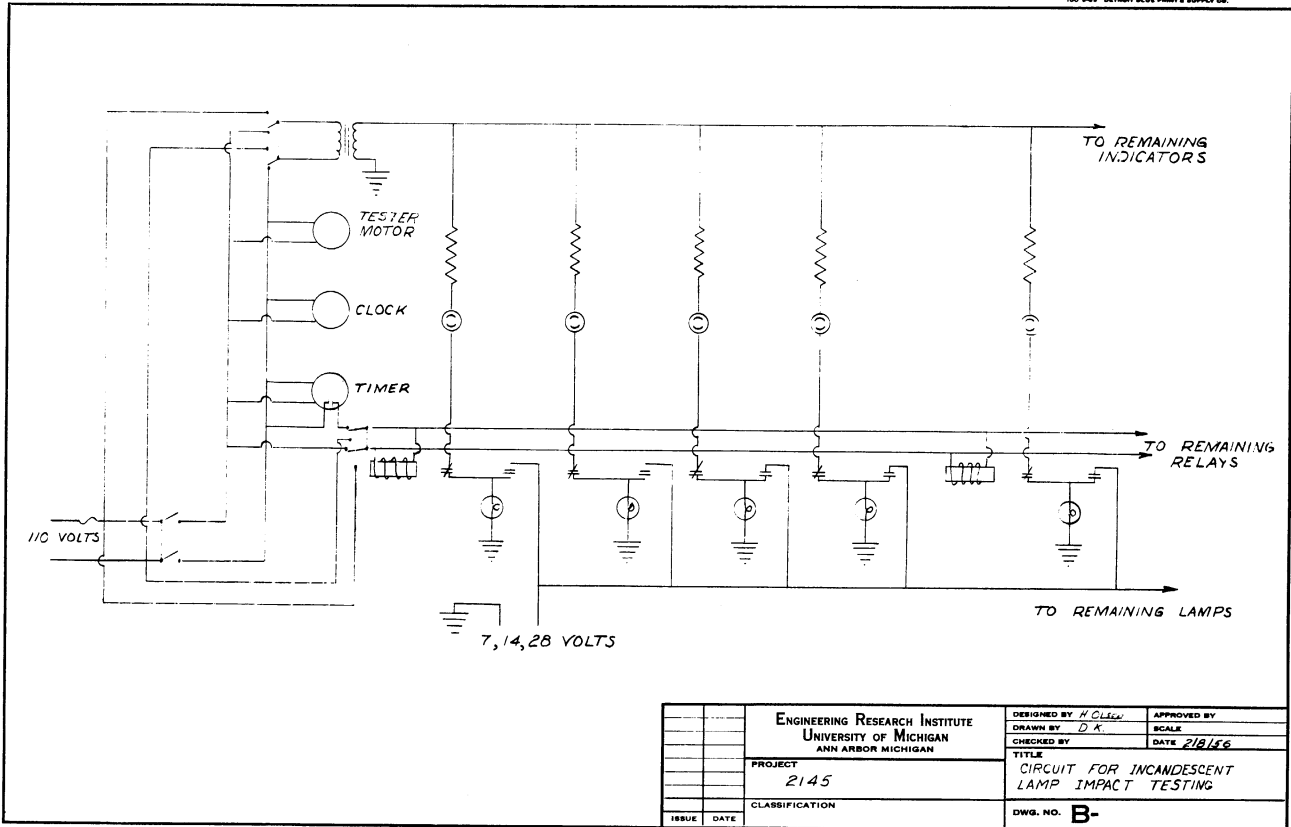 TO REMAINING
INDICATORS
TESTER
MOTOR
CLOCK
TIMER
TO REMAINING
RELAYS
110 VOLTS
TO REMAINING LAMPS
7, 14, 28 VOLTS
ENGINEERING RESEARCH INSTITUTE
UNIVERSITY OF MICHIGAN
ANN ARBOR MICHIGAN
PROJECT
2145
CLASSIFICATION
ISSUE DATE
DESIGNED BY H
DRAWN BY D K.
CHECKED BY
APPROVED BY
SCALE
DATE 2/8/56
TITLE
CIRCUIT FOR INCANDESCENT
LAMP IMPACT TESTING
DWG. NO. B-